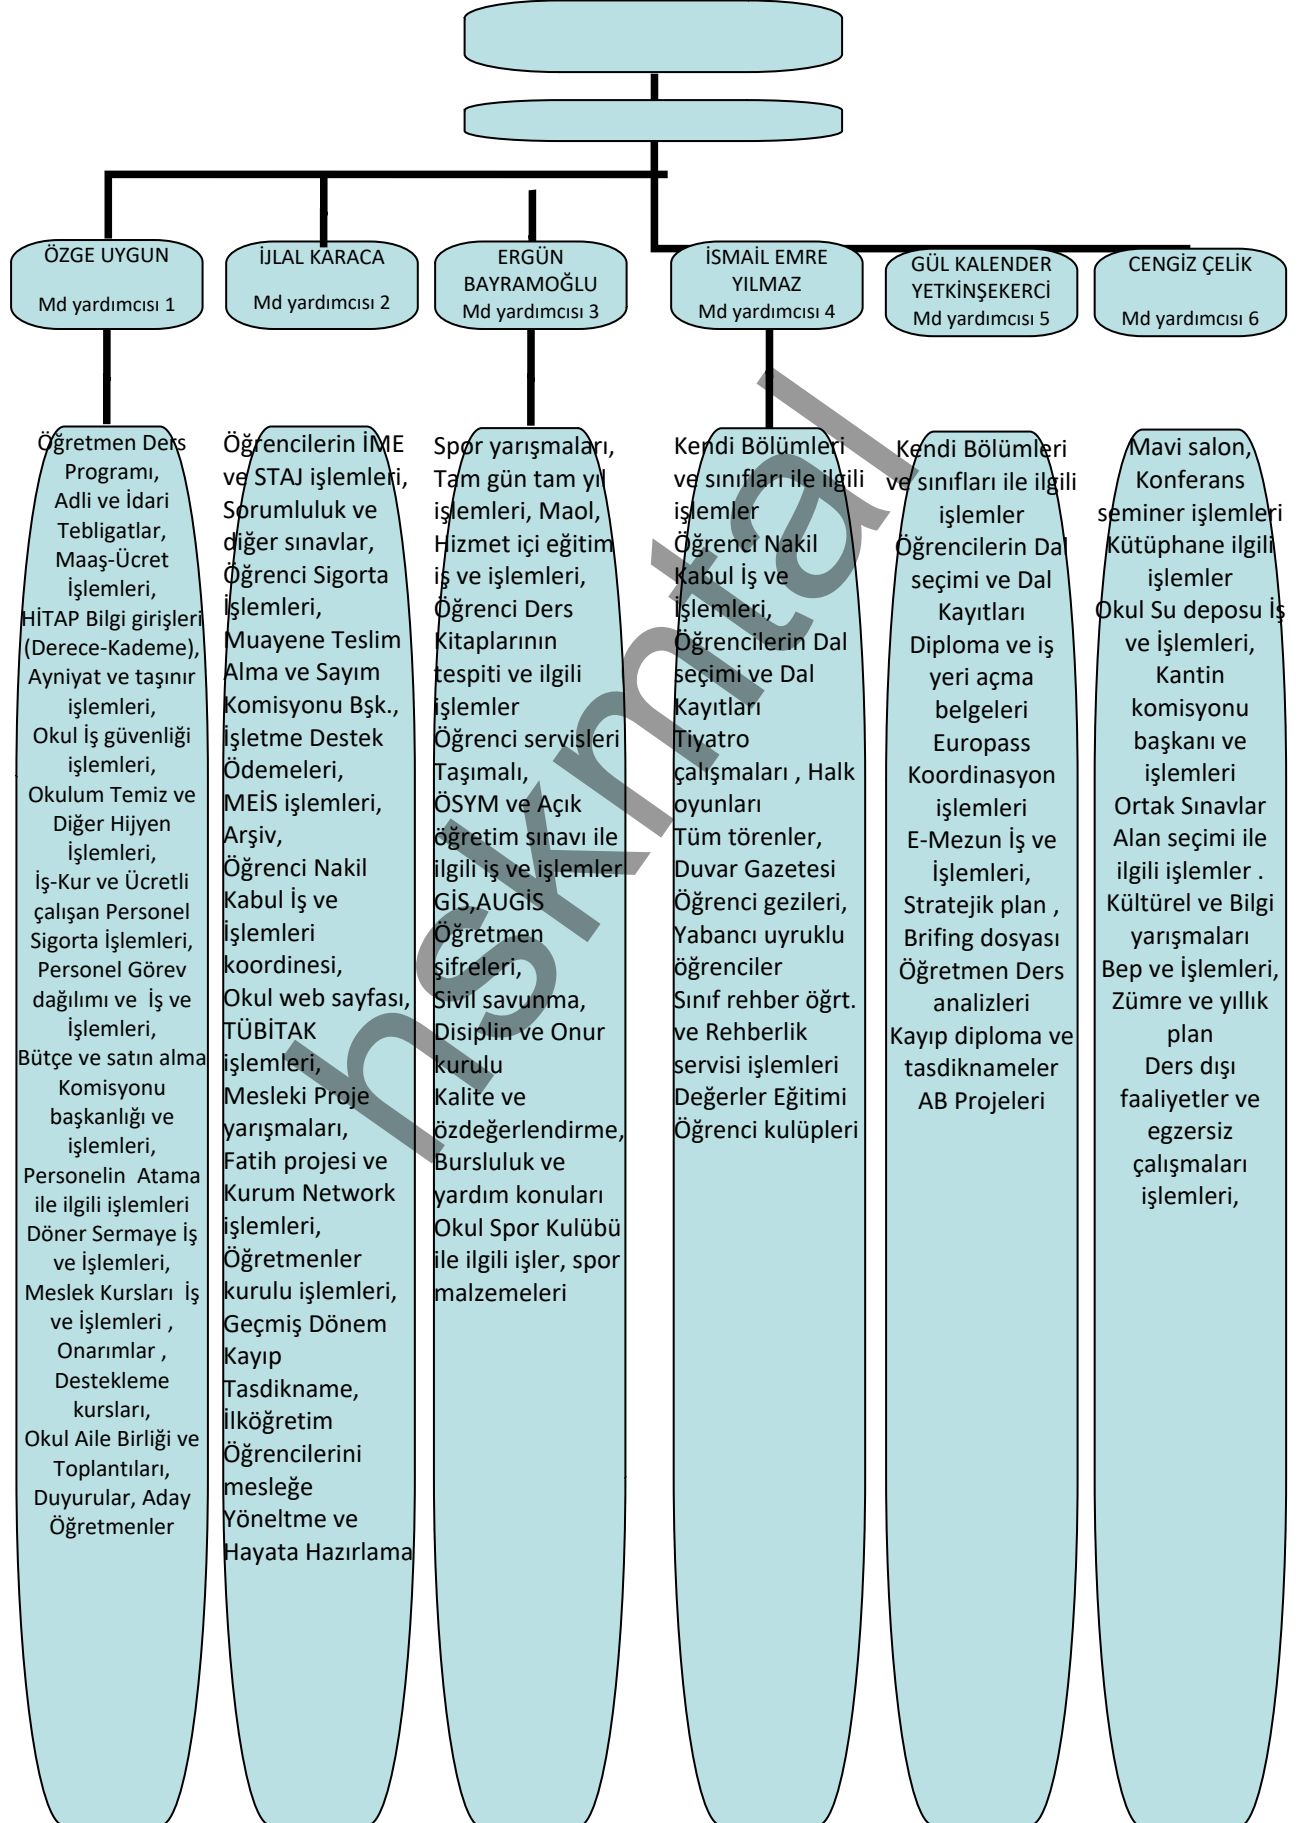 ÖZGE UYGUN
Md yardımcısı 1
İJLAL KARACA
Md yardımcısı 2
ERGÜN
BAYRAMOĞLU
Md yardımcısı 3
İSMAİL EMRE
YILMAZ
Md yardımcısı 4
GÜL KALENDER
YETKİNŞEKERCİ
Md yardımcısı 5
CENGİZ ÇELİK
Md yardımcısı 6
Öğretmen Ders
Programı,
Adli ve İdari
Tebligatlar,
Maaş-Ücret
İşlemleri,
HİTAP Bilgi girişleri
(Derece-Kademe),
Ayniyat ve taşınır
işlemleri,
Okul İş güvenliği
işlemleri,
Okulum Temiz ve
Diğer Hijyen
İşlemleri,
İş-Kur ve Ücretli
çalışan Personel
Sigorta İşlemleri,
Personel Görev
dağılımı ve İş ve
İşlemleri,
Bütçe ve satın alma
Komisyonu
başkanlığı ve
işlemleri,
Personelin Atama
ile ilgili işlemleri
Döner Sermaye İş
ve İşlemleri,
Meslek Kursları İş
ve İşlemleri ,
Onarımlar ,
Destekleme
kursları,
Okul Aile Birliği ve
Toplantıları,
Duyurular, Aday
Öğretmenler
Öğrencilerin İME
ve STAJ işlemleri,
Sorumluluk ve
diğer sınavlar,
Öğrenci Sigorta
İşlemleri,
Muayene Teslim
Alma ve Sayım
Komisyonu Bşk.,
İşletme Destek
Ödemeleri,
MEİS işlemleri,
Arşiv,
Öğrenci Nakil
Kabul İş ve
İşlemleri
koordinesi,
Okul web sayfası,
TÜBİTAK
işlemleri,
Mesleki Proje
yarışmaları,
Fatih projesi ve
Kurum Network
işlemleri,
Öğretmenler
kurulu işlemleri,
Geçmiş Dönem
Kayıp
Tasdikname,
İlköğretim
Öğrencilerini
mesleğe
Yöneltme ve
Hayata Hazırlama
Spor yarışmaları,
Tam gün tam yıl
işlemleri, Maol,
Hizmet içi eğitim
iş ve işlemleri,
Öğrenci Ders
Kitaplarının
tespiti ve ilgili
işlemler
Öğrenci servisleri
Taşımalı,
ÖSYM ve Açık
öğretim sınavı ile
ilgili iş ve işlemler
GİS,AUGİS
Öğretmen
şifreleri,
Sivil savunma,
Disiplin ve Onur
kurulu
Kalite ve
özdeğerlendirme,
Bursluluk ve
yardım konuları
Okul Spor Kulübü
ile ilgili işler, spor
malzemeleri
Kendi Bölümleri
ve sınıfları ile ilgili
işlemler
Öğrenci Nakil
Kabul İş ve
İşlemleri,
Öğrencilerin Dal
seçimi ve Dal
Kayıtları
Tiyatro
çalışmaları , Halk
oyunları
Tüm törenler,
Duvar Gazetesi
Öğrenci gezileri,
Yabancı uyruklu
öğrenciler
Sınıf rehber öğrt.
ve Rehberlik
servisi işlemleri
Değerler Eğitimi
Öğrenci kulüpleri
Kendi Bölümleri
ve sınıfları ile ilgili
işlemler
Öğrencilerin Dal
seçimi ve Dal
Kayıtları
Diploma ve iş
yeri açma
belgeleri
Europass
Koordinasyon
işlemleri
E-Mezun İş ve
İşlemleri,
Stratejik plan ,
Brifing dosyası
Öğretmen Ders
analizleri
Kayıp diploma ve
tasdiknameler
AB Projeleri
Mavi salon,
Konferans
seminer işlemleri
Kütüphane ilgili
işlemler
Okul Su deposu İş
ve İşlemleri,
Kantin
komisyonu
başkanı ve
işlemleri
Ortak Sınavlar
Alan seçimi ile
ilgili işlemler .
Kültürel ve Bilgi
yarışmaları
Bep ve İşlemleri,
Zümre ve yıllık
plan
Ders dışı
faaliyetler ve
egzersiz
çalışmaları
işlemleri,
hskmtal